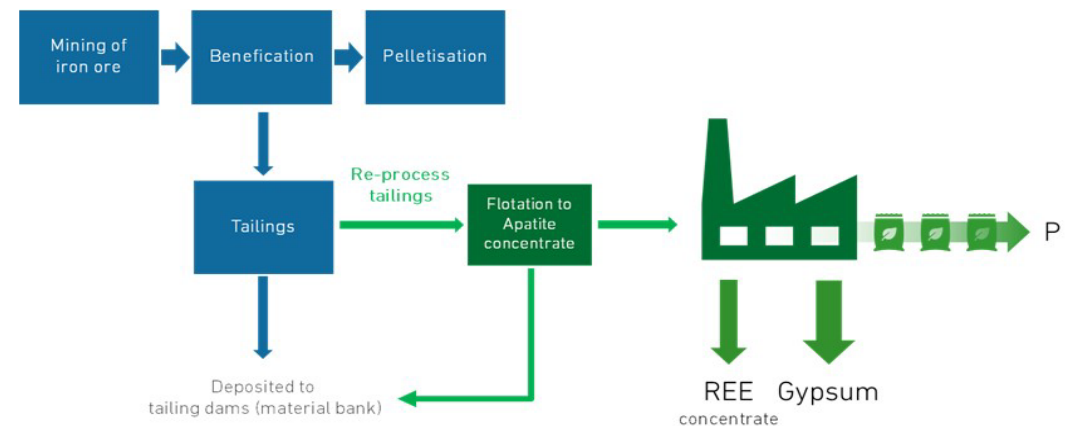 Mining of
iron ore
Benefication
Pelletisation
Tailings
Re-process
tailings
Flotation to
Apatite
concentrate
P
Deposited to
tailing dams (material bank)
REE
concentrate
Gypsum